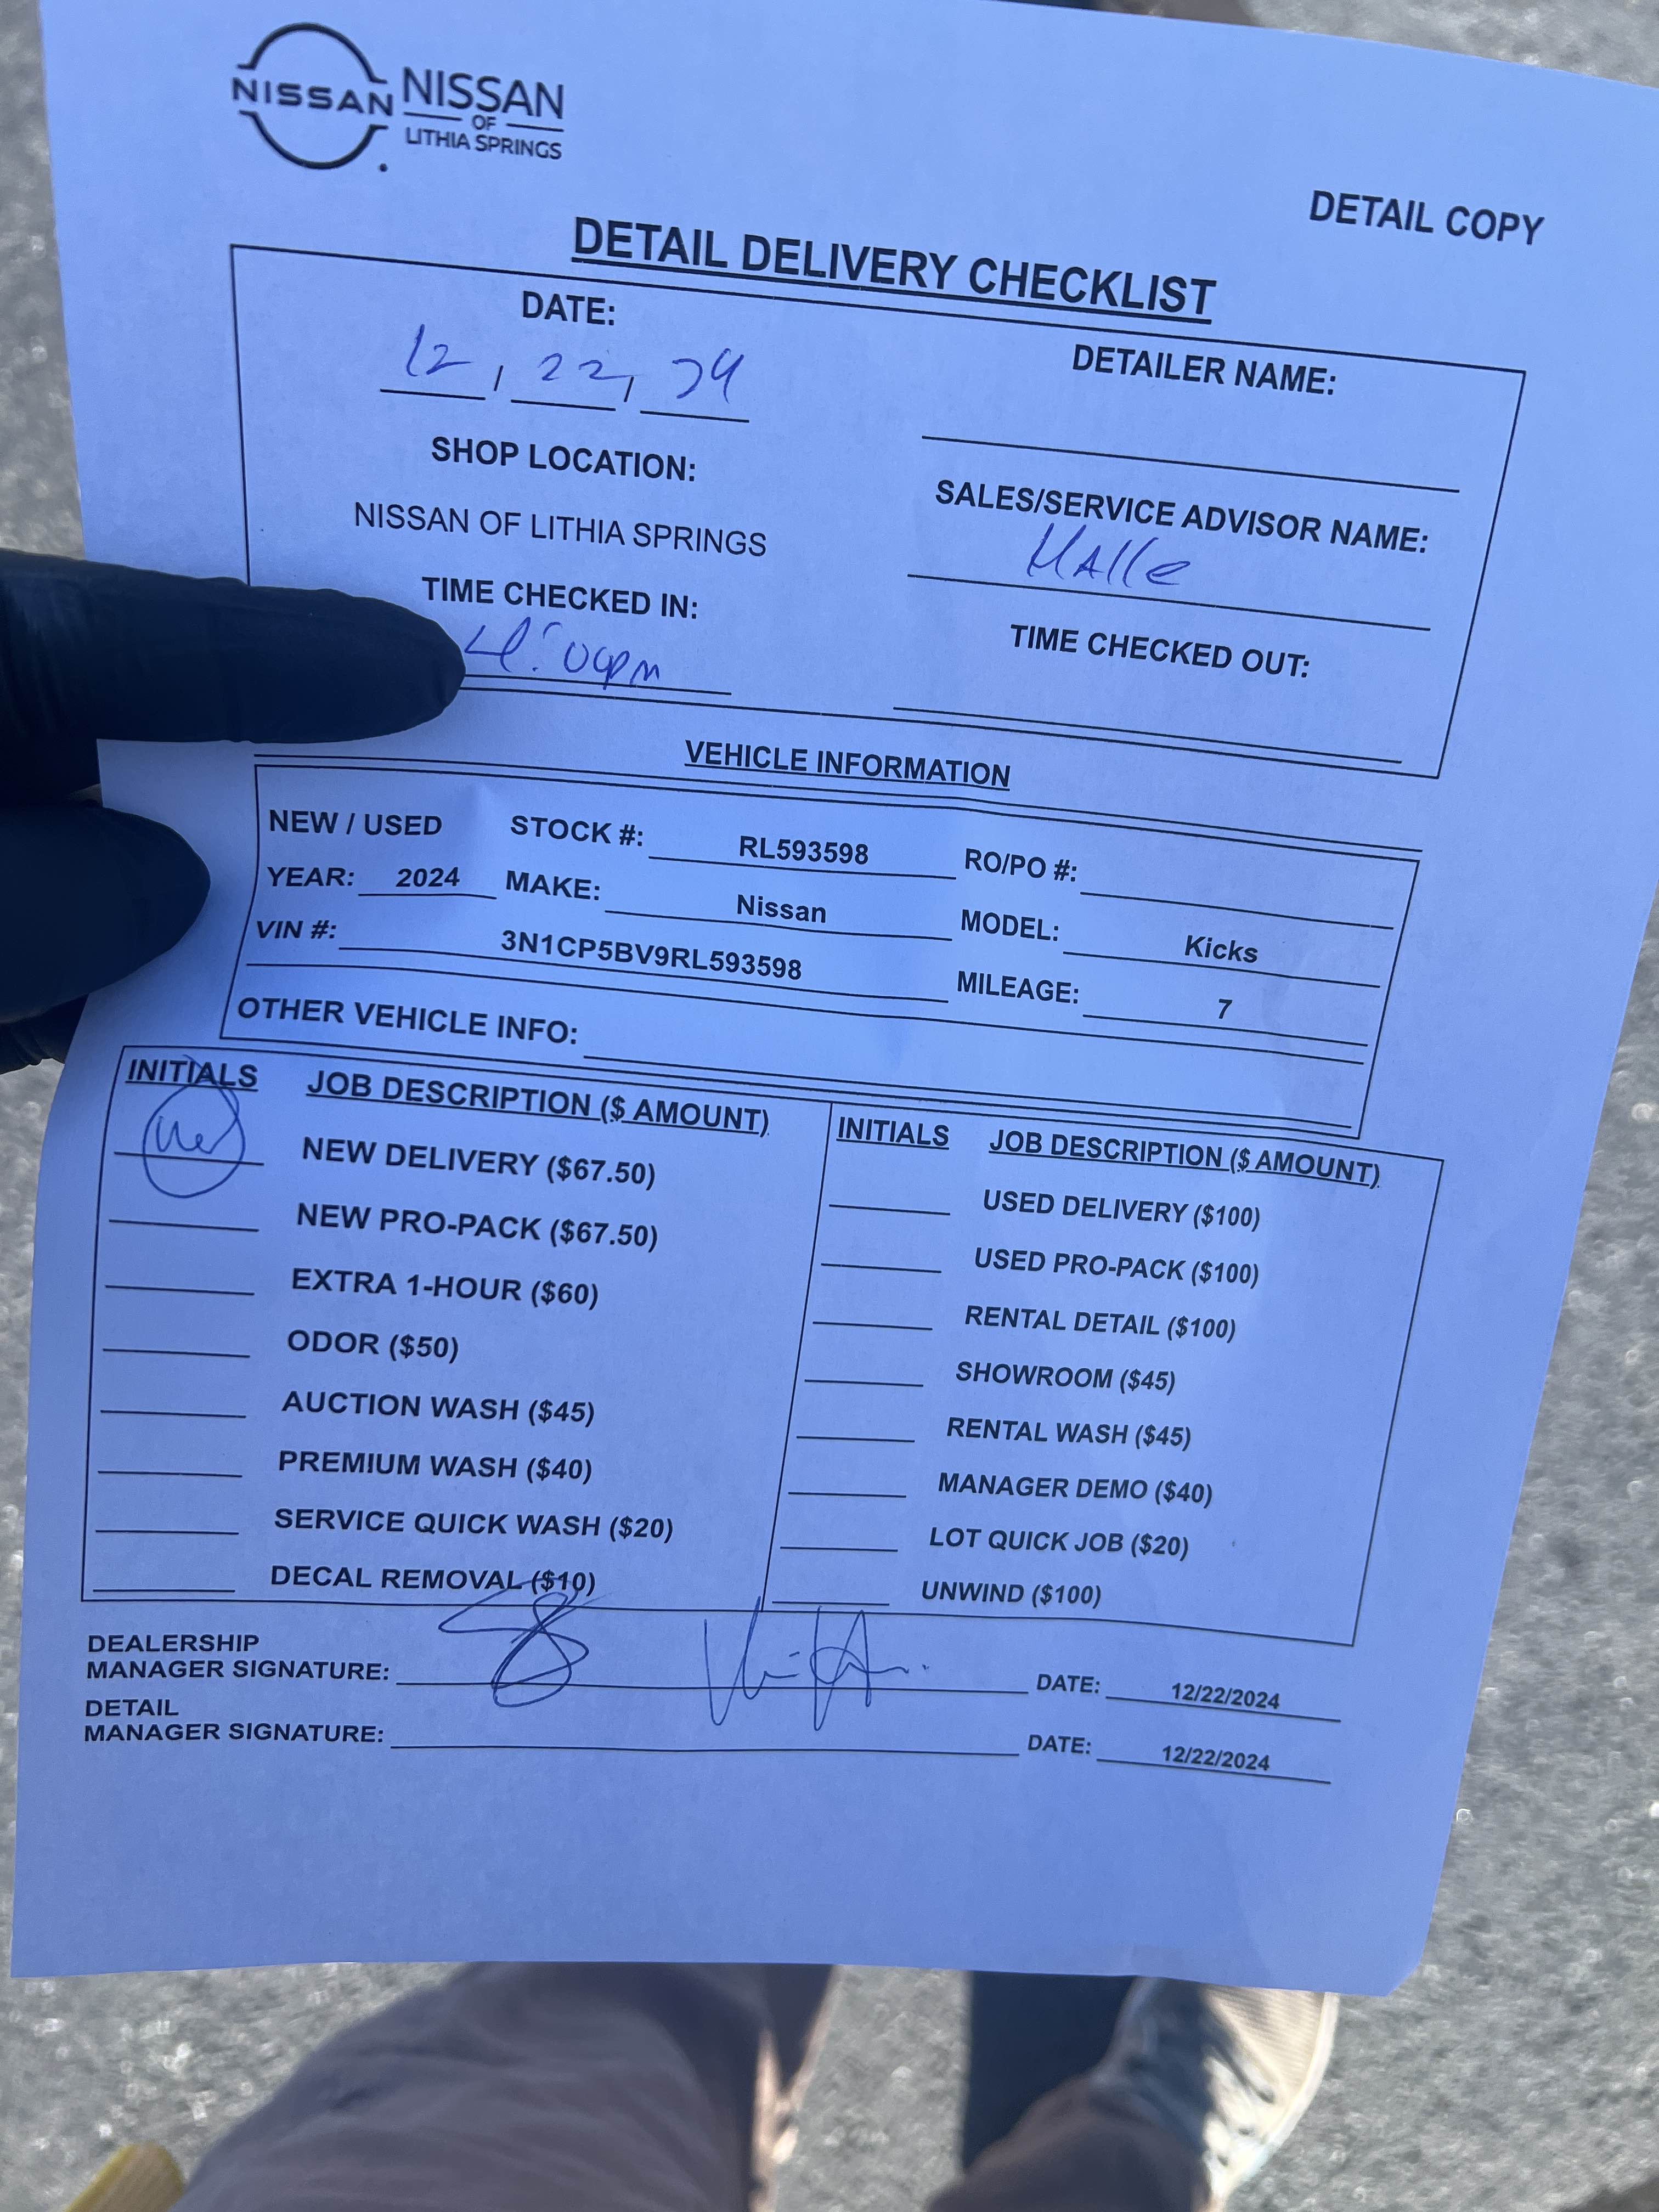 NISSAN
NISSAN
OF
LITHIA SPRINGS
DETAIL COPY
DETAIL DELIVERY CHECKLIST
DATE:
12 / 22 / 24
DETAILER NAME:
SHOP LOCATION:
NISSAN OF LITHIA SPRINGS
SALES/SERVICE ADVISOR NAME:
TIME CHECKED IN:
4:00pm
TIME CHECKED OUT:
VEHICLE INFORMATION
NEW / USED STOCK #: RL593598 RO/PO #:
YEAR: 2024 MAKE: Nissan MODEL: Kicks
VIN #: 3N1CP5BV9RL593598 MILEAGE: 7
OTHER VEHICLE INFO:
INITIALS JOB DESCRIPTION ($ AMOUNT)
NEW DELIVERY ($67.50)
NEW PRO-PACK ($67.50)
EXTRA 1-HOUR ($60)
ODOR ($50)
AUCTION WASH ($45)
PREMIUM WASH ($40)
SERVICE QUICK WASH ($20)
DECAL REMOVAL ($10)
INITIALS JOB DESCRIPTION ($ AMOUNT)
USED DELIVERY ($100)
USED PRO-PACK ($100)
RENTAL DETAIL ($100)
SHOWROOM ($45)
RENTAL WASH ($45)
MANAGER DEMO ($40)
LOT QUICK JOB ($20)
UNWIND ($100)
DEALERSHIP
MANAGER SIGNATURE: DATE: 12/22/2024
DETAIL
MANAGER SIGNATURE: DATE: 12/22/2024